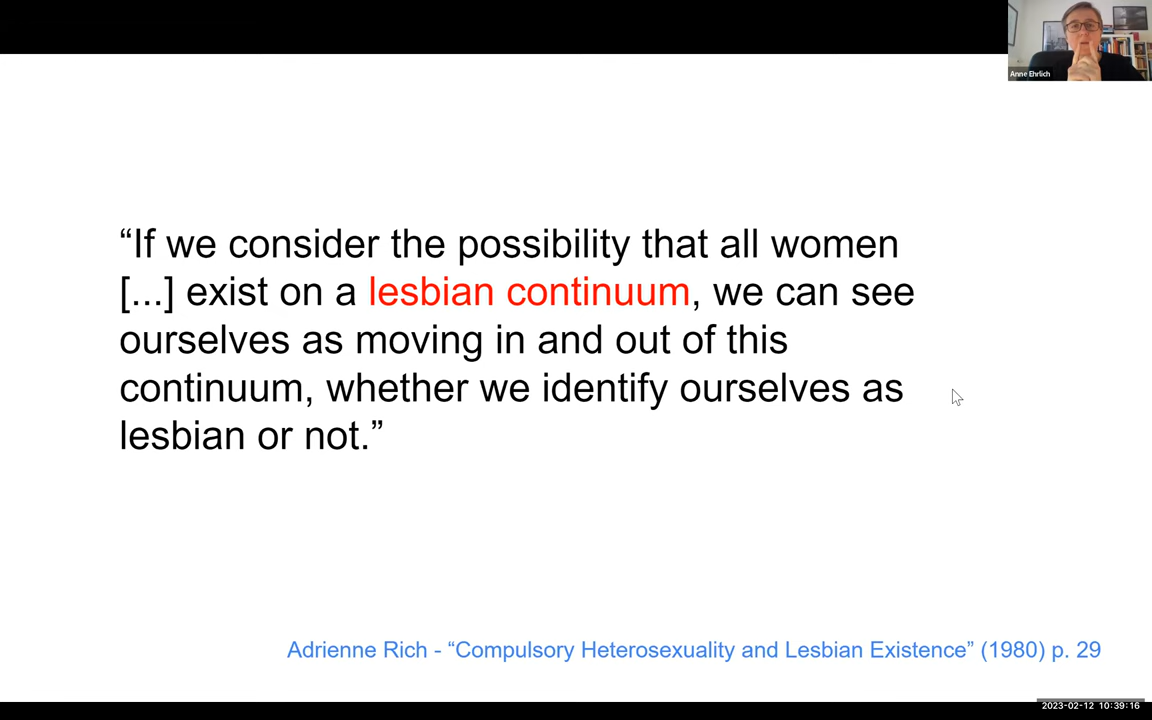 Anne Ehrlich
“If we consider the possibility that all women
[...] exist on a lesbian continuum, we can see
ourselves as moving in and out of this
continuum, whether we identify ourselves as
lesbian or not.”
Adrienne Rich - “Compulsory Heterosexuality and Lesbian Existence” (1980) p. 29
2023-02-12 10:39:16